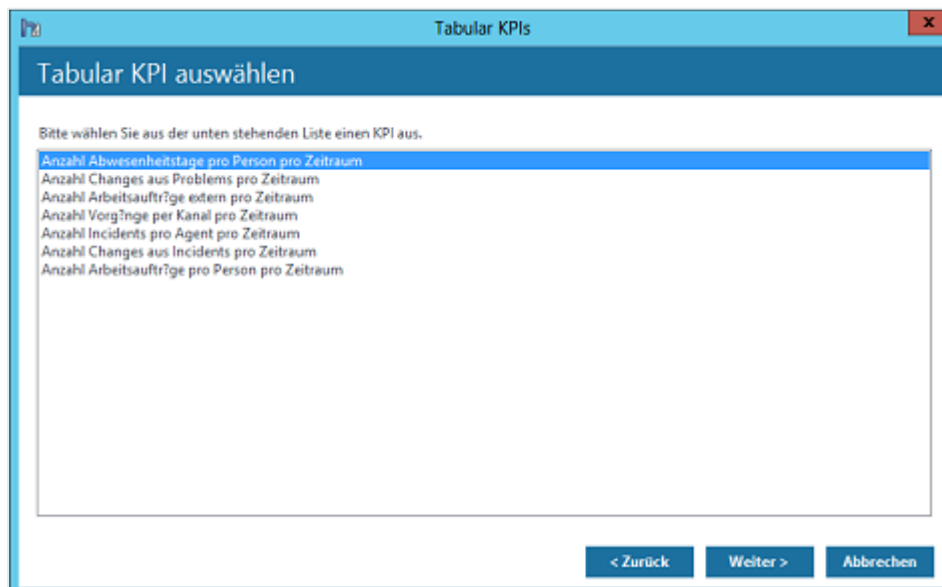 Tabular KPIs
x
Tabular KPI auswählen
Bitte wählen Sie aus der unten stehenden Liste einen KPI aus.
Anzahl Abwesenheitstage pro Person pro Zeitraum
Anzahl Changes aus Problems pro Zeitraum
Anzahl Arbeitsauftr?ge extern pro Zeitraum
Anzahl Vorg?nge per Kanal pro Zeitraum
Anzahl Incidents pro Agent pro Zeitraum
Anzahl Changes aus Incidents pro Zeitraum
Anzahl Arbeitsauftr?ge pro Person pro Zeitraum
< Zurück Weiter > Abbrechen